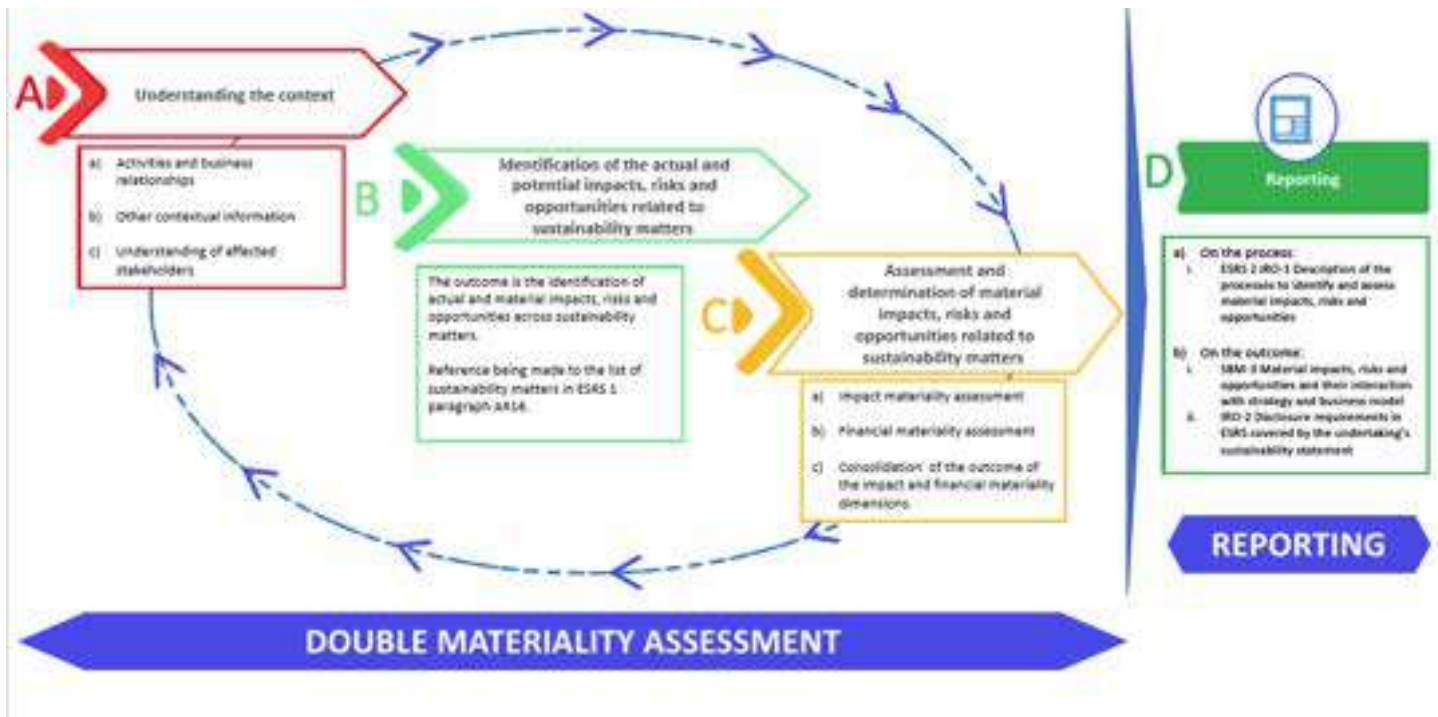 A
Understanding the context
a) Activities and business
relationships
b) Other contextual information
c) Understanding of affected
stakeholders
B
Identification of the actual and
potential impacts, risks and
opportunities related to
sustainability matters
The outcome is the identification of
actual and material impacts, risks and
opportunities across sustainability
matters.
Reference being made to the list of
sustainability matters in ESRS 1
paragraph AR16.
C
Assessment and
determination of material
impacts, risks and
opportunities related to
sustainability matters
a) Impact materiality assessment
b) Financial materiality assessment
c) Consolidation of the outcome of
the impact and financial materiality
dimensions.
D
Reporting
a) On the process:
i. ESRS 2 IRO-1 Description of the
processes to identify and assess
material impacts, risks and
opportunities
b) On the outcome:
i. SBM-3 Material impacts, risks and
opportunities and their interaction
with strategy and business model
ii. IRO-2 Disclosure requirements in
ESRS covered by the undertaking's
sustainability statement
REPORTING
DOUBLE MATERIALITY ASSESSMENT